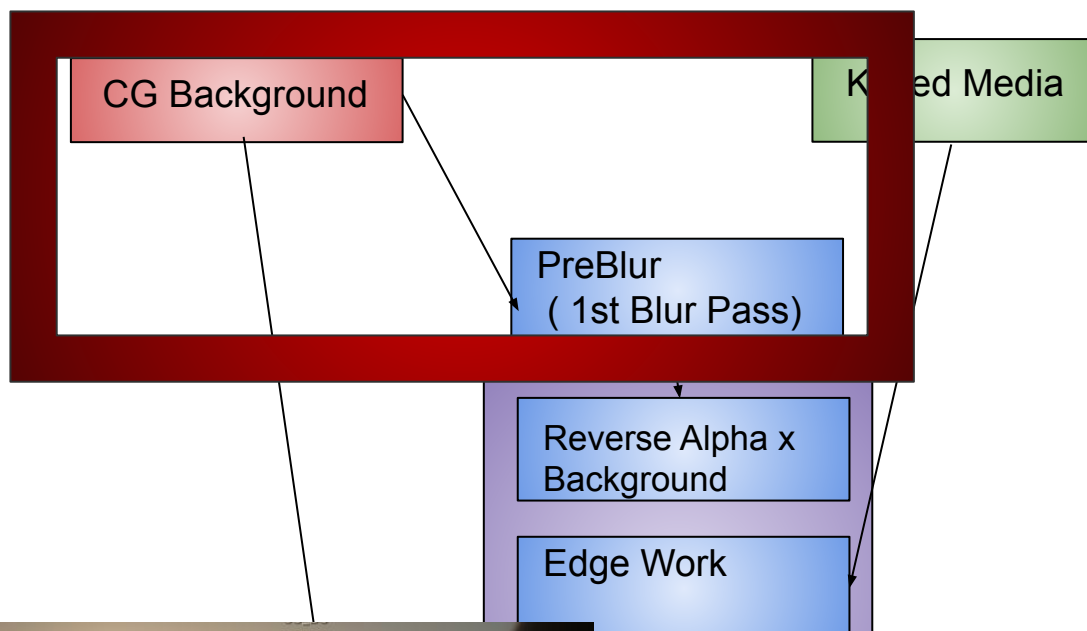 CG Background
K ed Media
PreBlur
( 1st Blur Pass)
Reverse Alpha x
Background
Edge Work